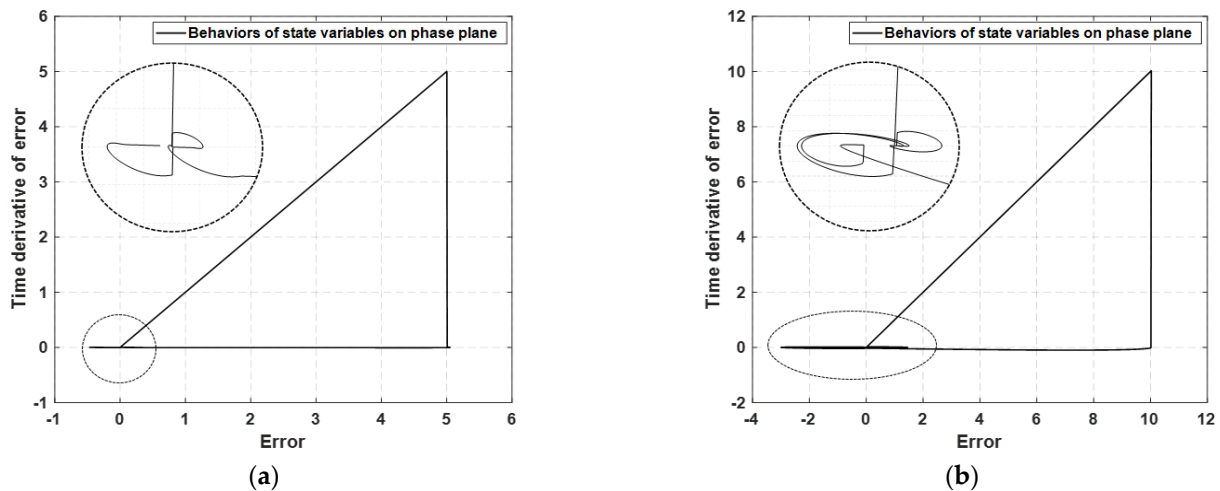 Behaviors of state variables on phase plane
Time derivative of error
6
5
4
3
2
1
0
-1
-1 0 1 2 3 4 5 6
Error
(a)
Behaviors of state variables on phase plane
Time derivative of error
12
10
8
6
4
2
0
-2
-4 -2 0 2 4 6 8 10 12
Error
(b)